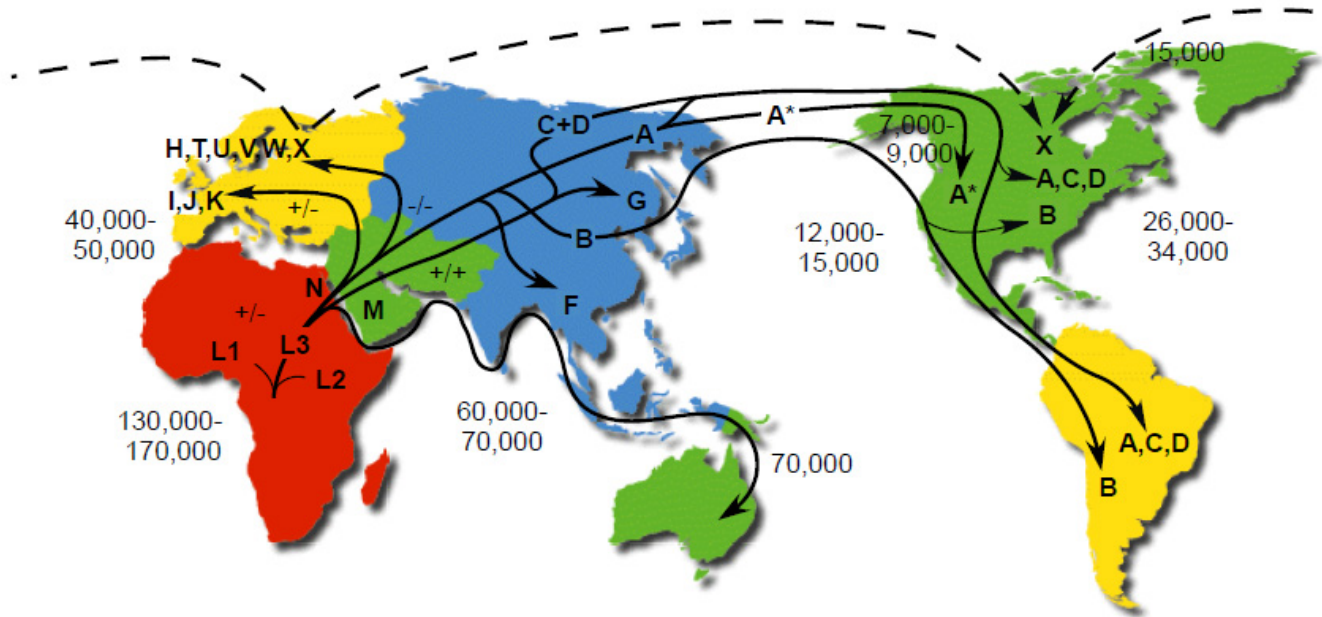 15,000
H,T,U,V,W,X
C+D
A
A*
7,000-
9,000
X
I,J,K
+/-
-/-
G
A*
A,C,D
B
40,000-
50,000
B
12,000-
15,000
26,000-
34,000
+/+
N
M
F
+/-
L1
L3
L2
130,000-
170,000
60,000-
70,000
70,000
A,C,D
B